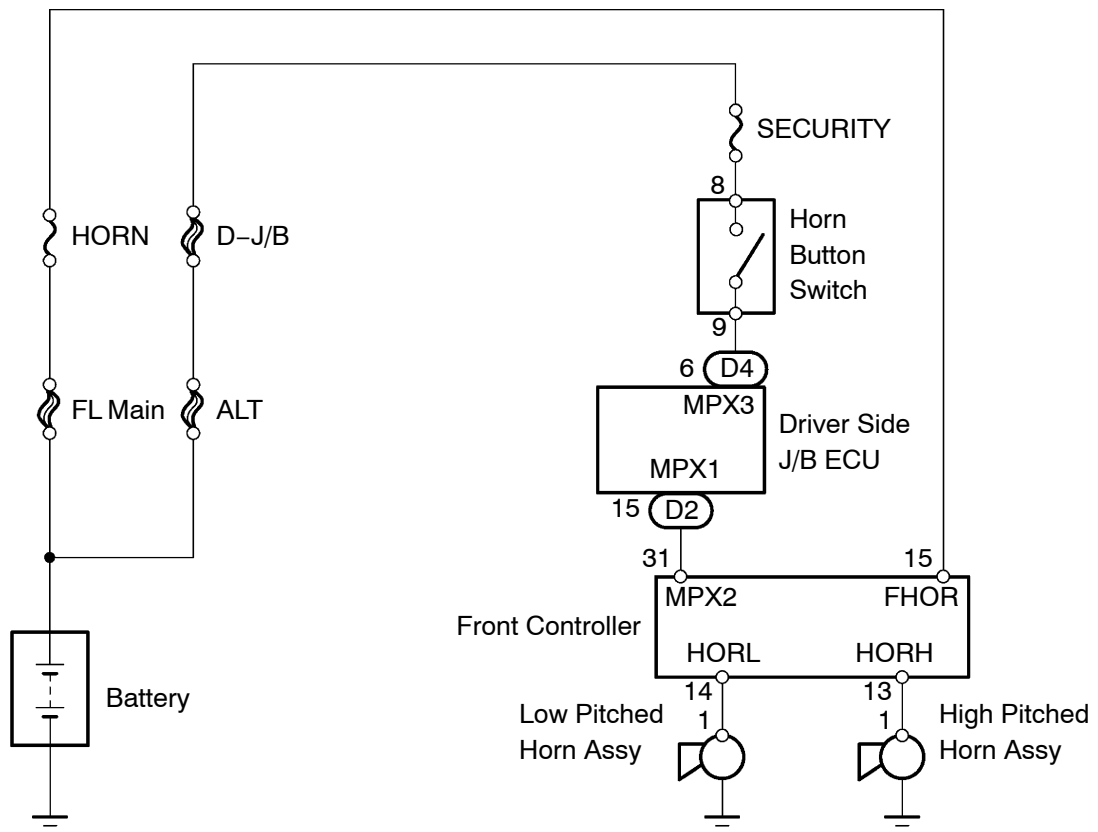 SECURITY
8
Horn
Button
Switch
HORN
D–J/B
9
6
D4
FL Main
ALT
MPX3
Driver Side
J/B ECU
MPX1
15
D2
31
15
MPX2
FHOR
Front Controller
HORL
HORH
14
13
Battery
Low Pitched
Horn Assy
1
1
High Pitched
Horn Assy